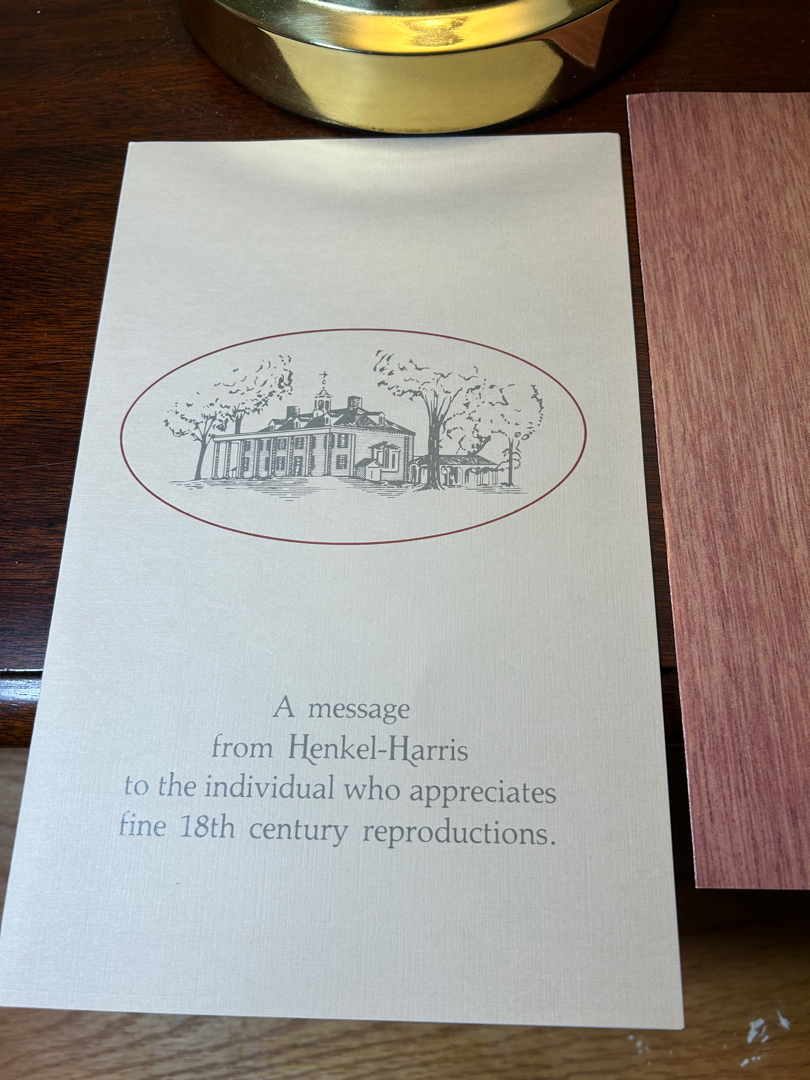 A message
from Henkel-Harris
to the individual who appreciates
fine 18th century reproductions.